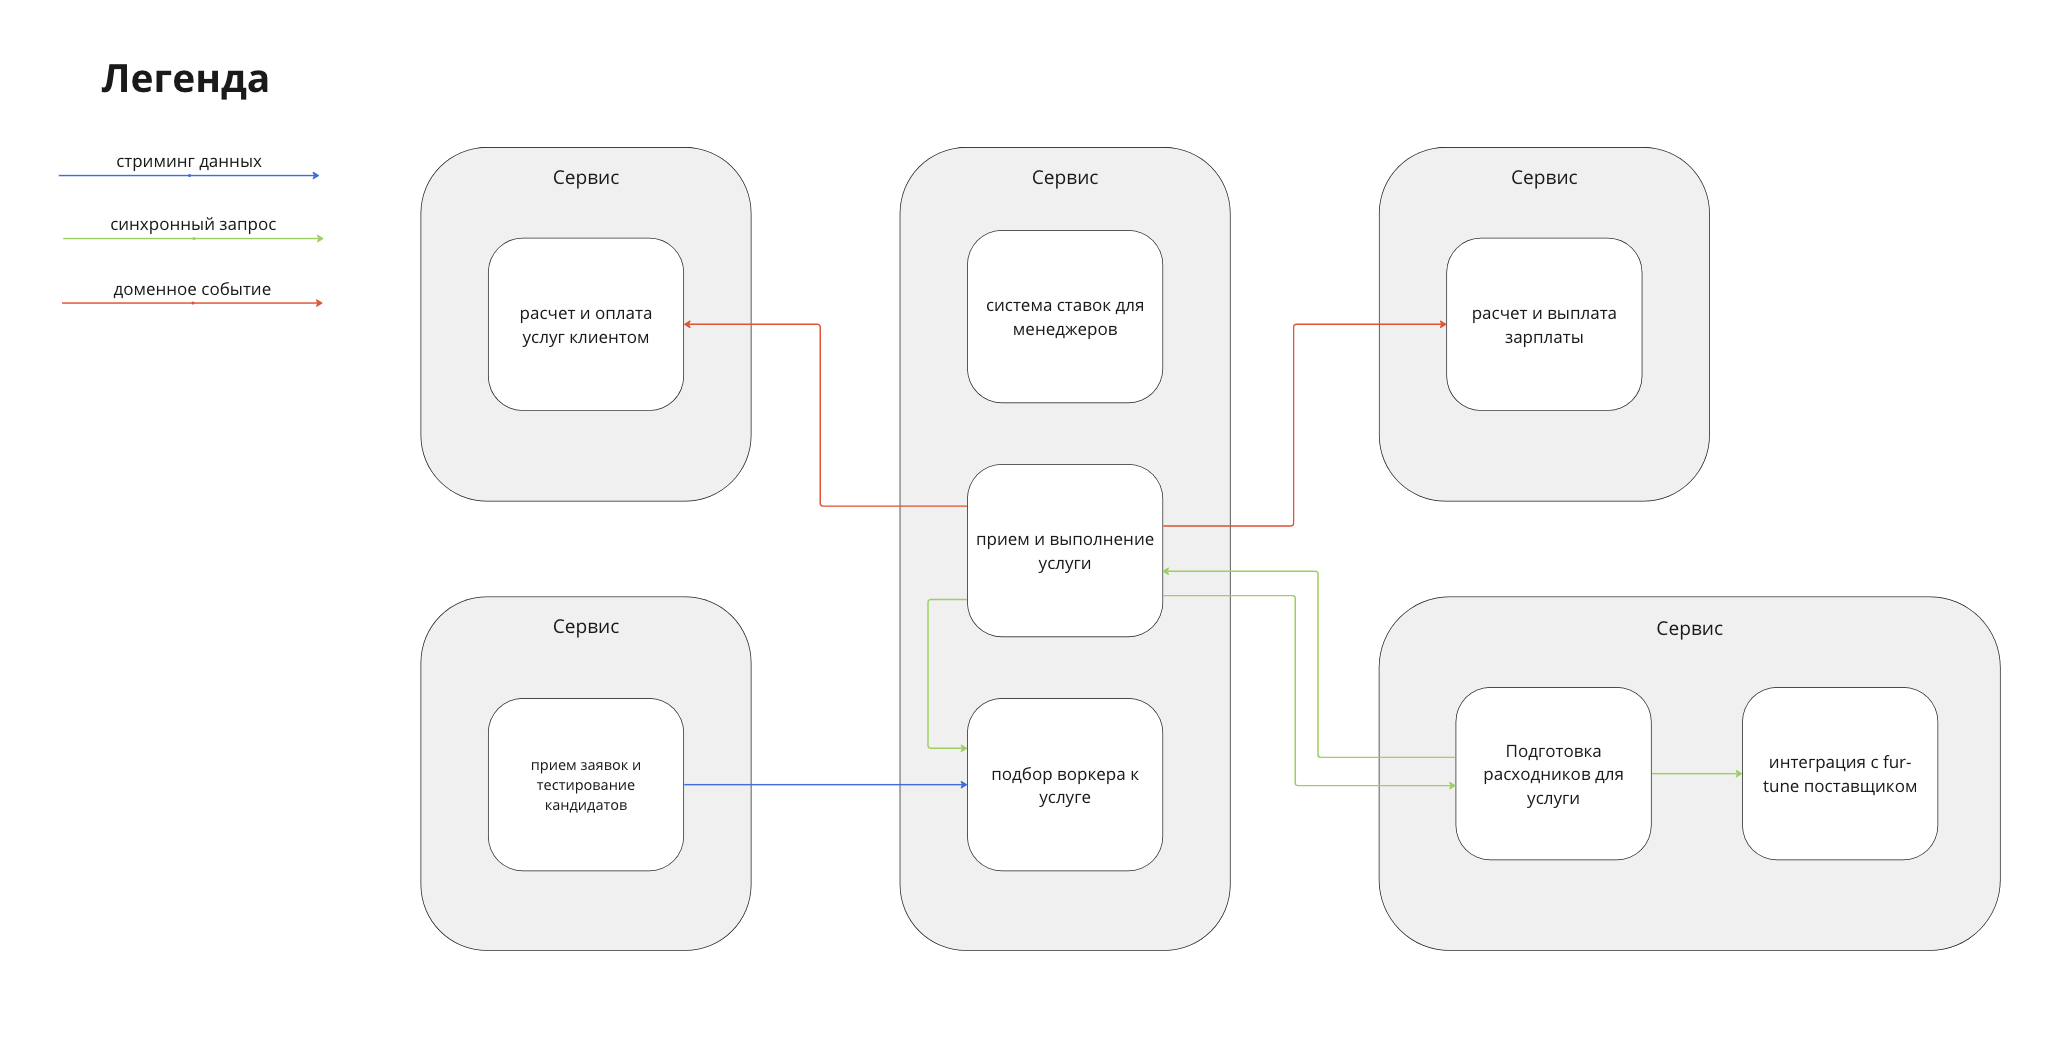 Легенда
стриминг данных
синхронный запрос
доменное событие
Сервис
расчет и оплата
услуг клиентом
Сервис
система ставок для
менеджеров
прием и выполнение
услуги
подбор воркера к
услуге
Сервис
расчет и выплата
зарплаты
Сервис
прием заявок и
тестирование
кандидатов
Сервис
Подготовка
расходников для
услуги
интеграция с fur-
tune поставщиком